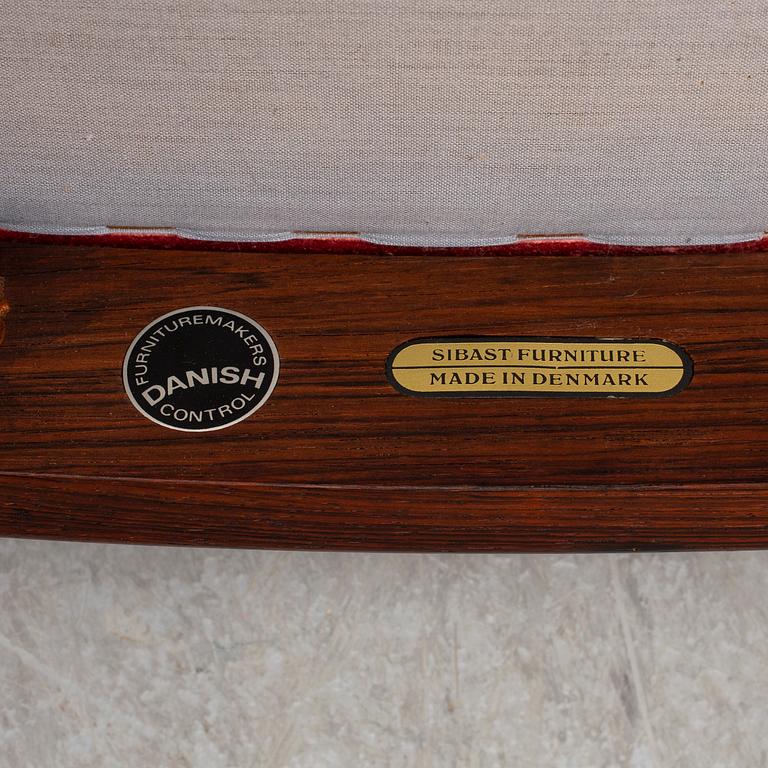 FURNITUREMAKERS
DANISH
CONTROL
SIBAST FURNITURE
MADE IN DENMARK